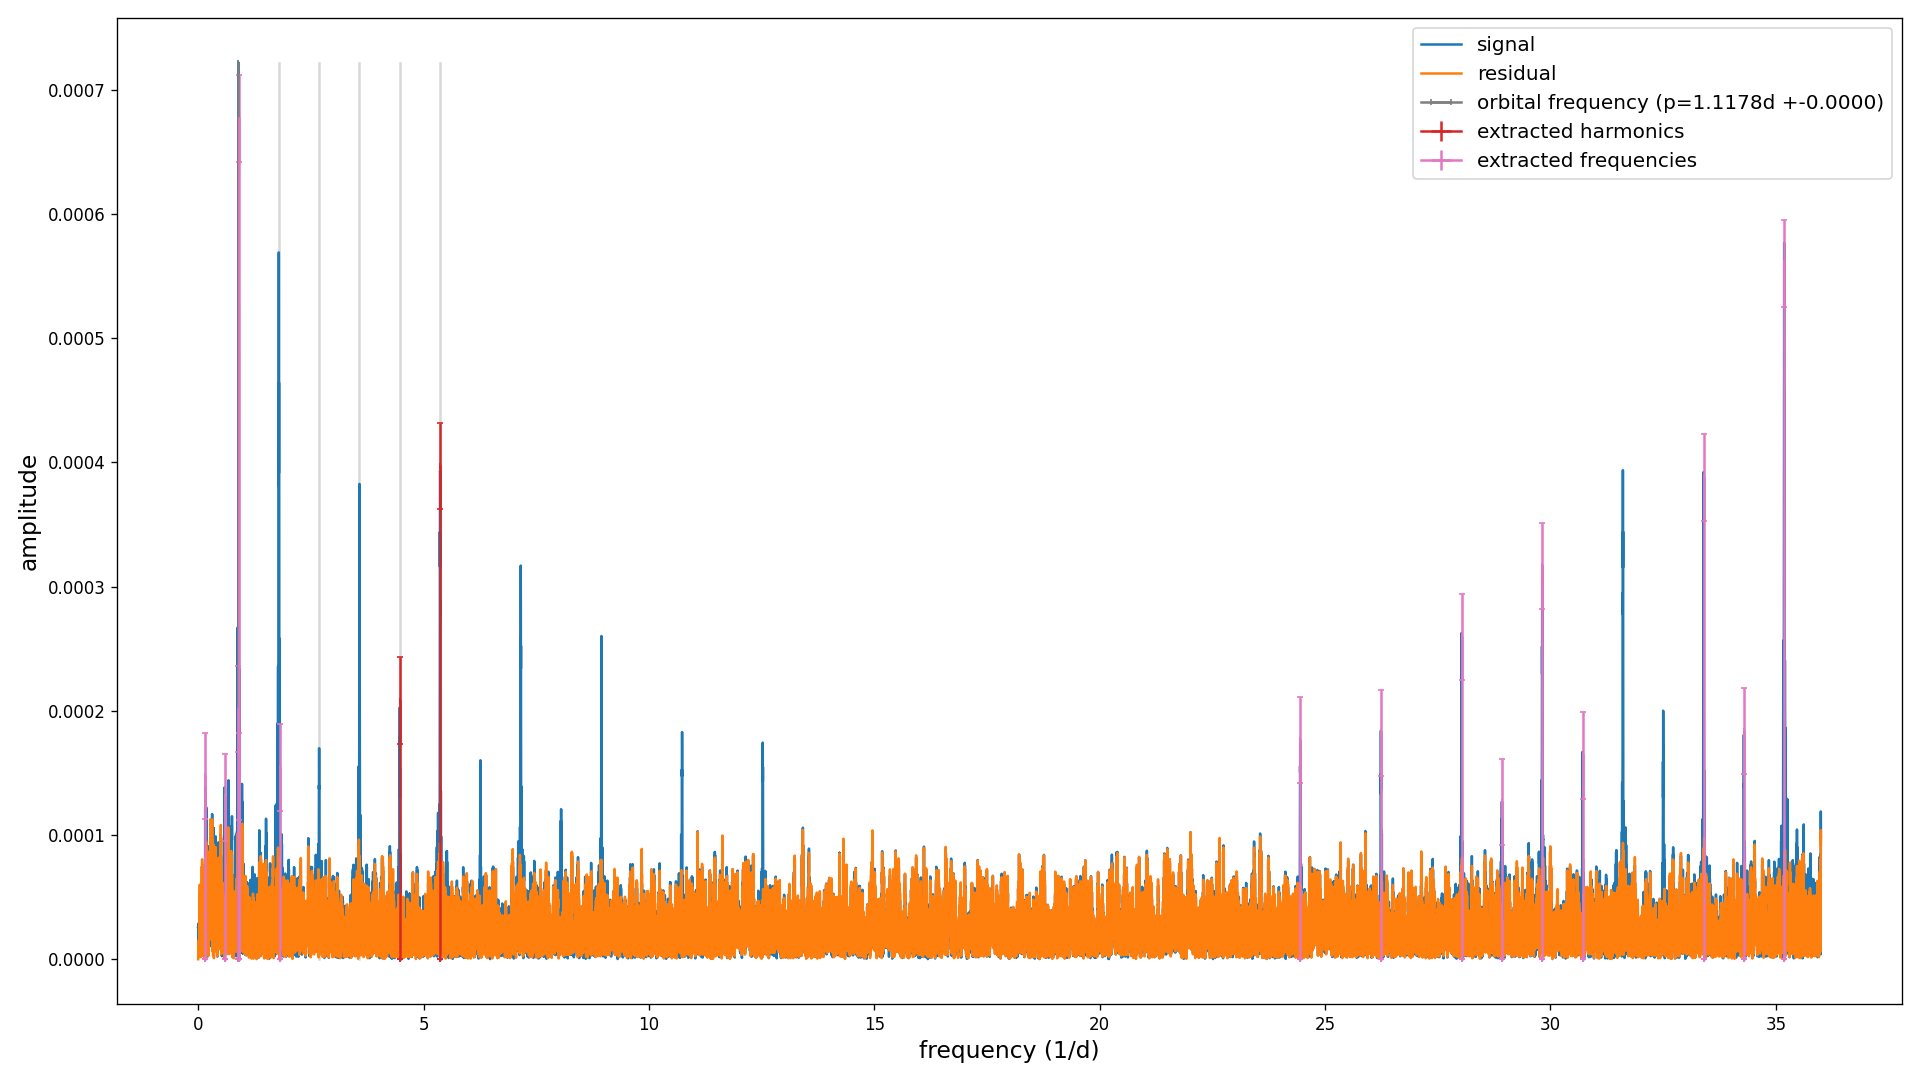 signal
residual
orbital frequency (p=1.1178d +-0.0000)
extracted harmonics
extracted frequencies
0.0007
0.0006
0.0005
0.0004
0.0003
0.0002
0.0001
0.0000
amplitude
0 5 10 15 20 25 30 35
frequency (1/d)